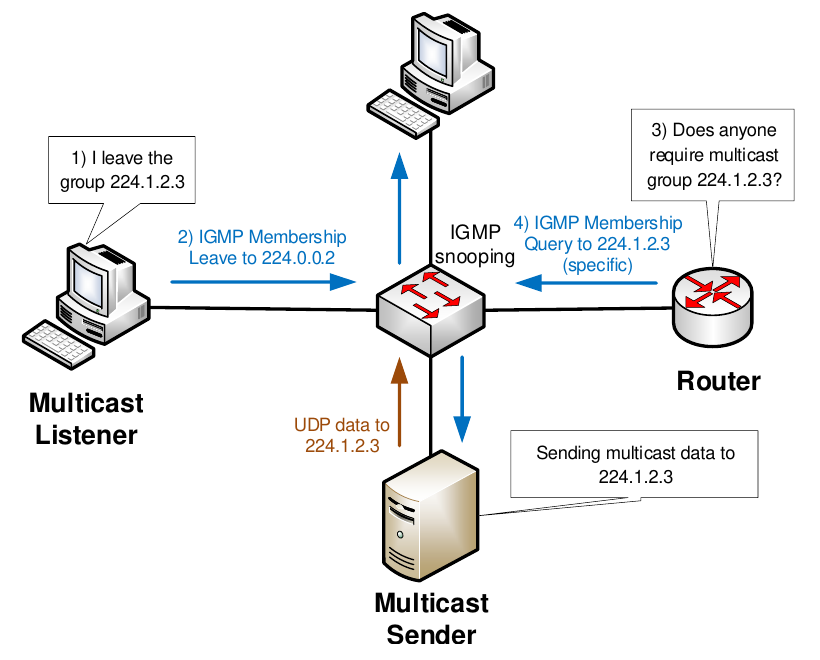 1) I leave the
group 224.1.2.3
3) Does anyone
require multicast
group 224.1.2.3?
2) IGMP Membership
Leave to 224.0.0.2
IGMP
snooping
4) IGMP Membership
Query to 224.1.2.3
(specific)
Multicast
Listener
Router
UDP data to
224.1.2.3
Sending multicast data to
224.1.2.3
Multicast
Sender